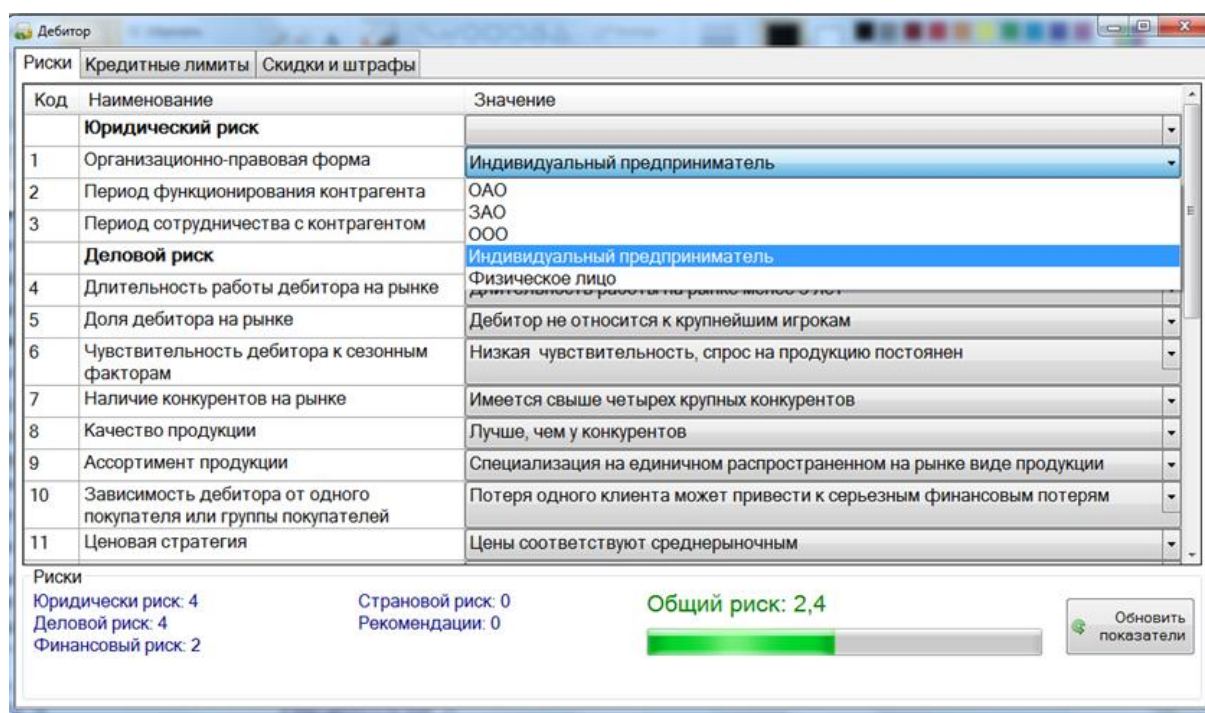 Дебитор
Риски Кредитные лимиты Скидки и штрафы
Код Наименование Значение
Юридический риск
1 Организационно-правовая форма Индивидуальный предприниматель
2 Период функционирования контрагента ОАО
ЗАО
3 Период сотрудничества с контрагентом
ООО
Деловой риск Индивидуальный предприниматель
Физическое лицо
4 Длительность работы дебитора на рынке
5 Доля дебитора на рынке Дебитор не относится к крупнейшим игрокам
6 Чувствительность дебитора к сезонным Низкая чувствительность, спрос на продукцию постоянен
факторам
7 Наличие конкурентов на рынке Имеется свыше четырех крупных конкурентов
8 Качество продукции Лучше, чем у конкурентов
9 Ассортимент продукции Специализация на единичном распространенном на рынке виде продукции
10 Зависимость дебитора от одного Потеря одного клиента может привести к серьезным финансовым потерям
покупателя или группы покупателей
11 Ценовая стратегия Цены соответствуют среднерыночным
Риски
Юридически риск: 4 Страновой риск: 0 Общий риск: 2,4
Деловой риск: 4 Рекомендации: 0
Финансовый риск: 2
Обновить
показатели